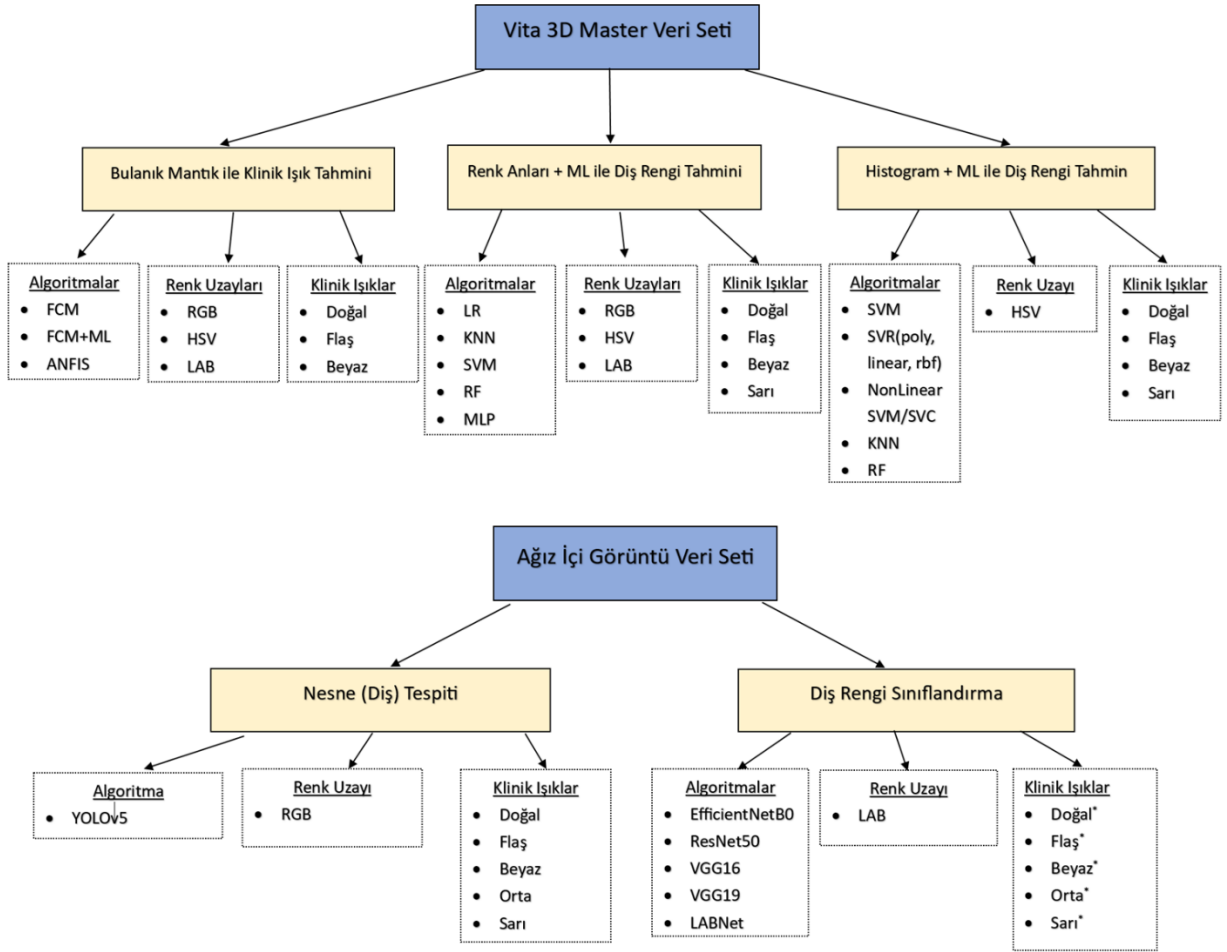 Vita 3D Master Veri Seti
Bulanık Mantık ile Klinik Işık Tahmini
Renk Anları + ML ile Diş Rengi Tahmini
Histogram + ML ile Diş Rengi Tahmin
Algoritmalar
• FCM
• FCM+ML
• ANFIS
Renk Uzayları
• RGB
• HSV
• LAB
Klinik Işıklar
• Doğal
• Flaş
• Beyaz
Algoritmalar
• LR
• KNN
• SVM
• RF
• MLP
Renk Uzayları
• RGB
• HSV
• LAB
Klinik Işıklar
• Doğal
• Flaş
• Beyaz
• Sarı
Algoritmalar
• SVM
• SVR(poly,
linear, rbf)
• NonLinear
SVM/SVC
• KNN
• RF
Renk Uzayı
• HSV
Klinik Işıklar
• Doğal
• Flaş
• Beyaz
• Sarı
Ağız İçi Görüntü Veri Seti
Nesne (Diş) Tespiti
Diş Rengi Sınıflandırma
Algoritma
• YOLOv5
Renk Uzayı
• RGB
Klinik Işıklar
• Doğal
• Flaş
• Beyaz
• Orta
• Sarı
Algoritmalar
• EfficientNetB0
• ResNet50
• VGG16
• VGG19
• LABNet
Renk Uzayı
• LAB
Klinik Işıklar
• Doğal*
• Flaş*
• Beyaz*
• Orta*
• Sarı*